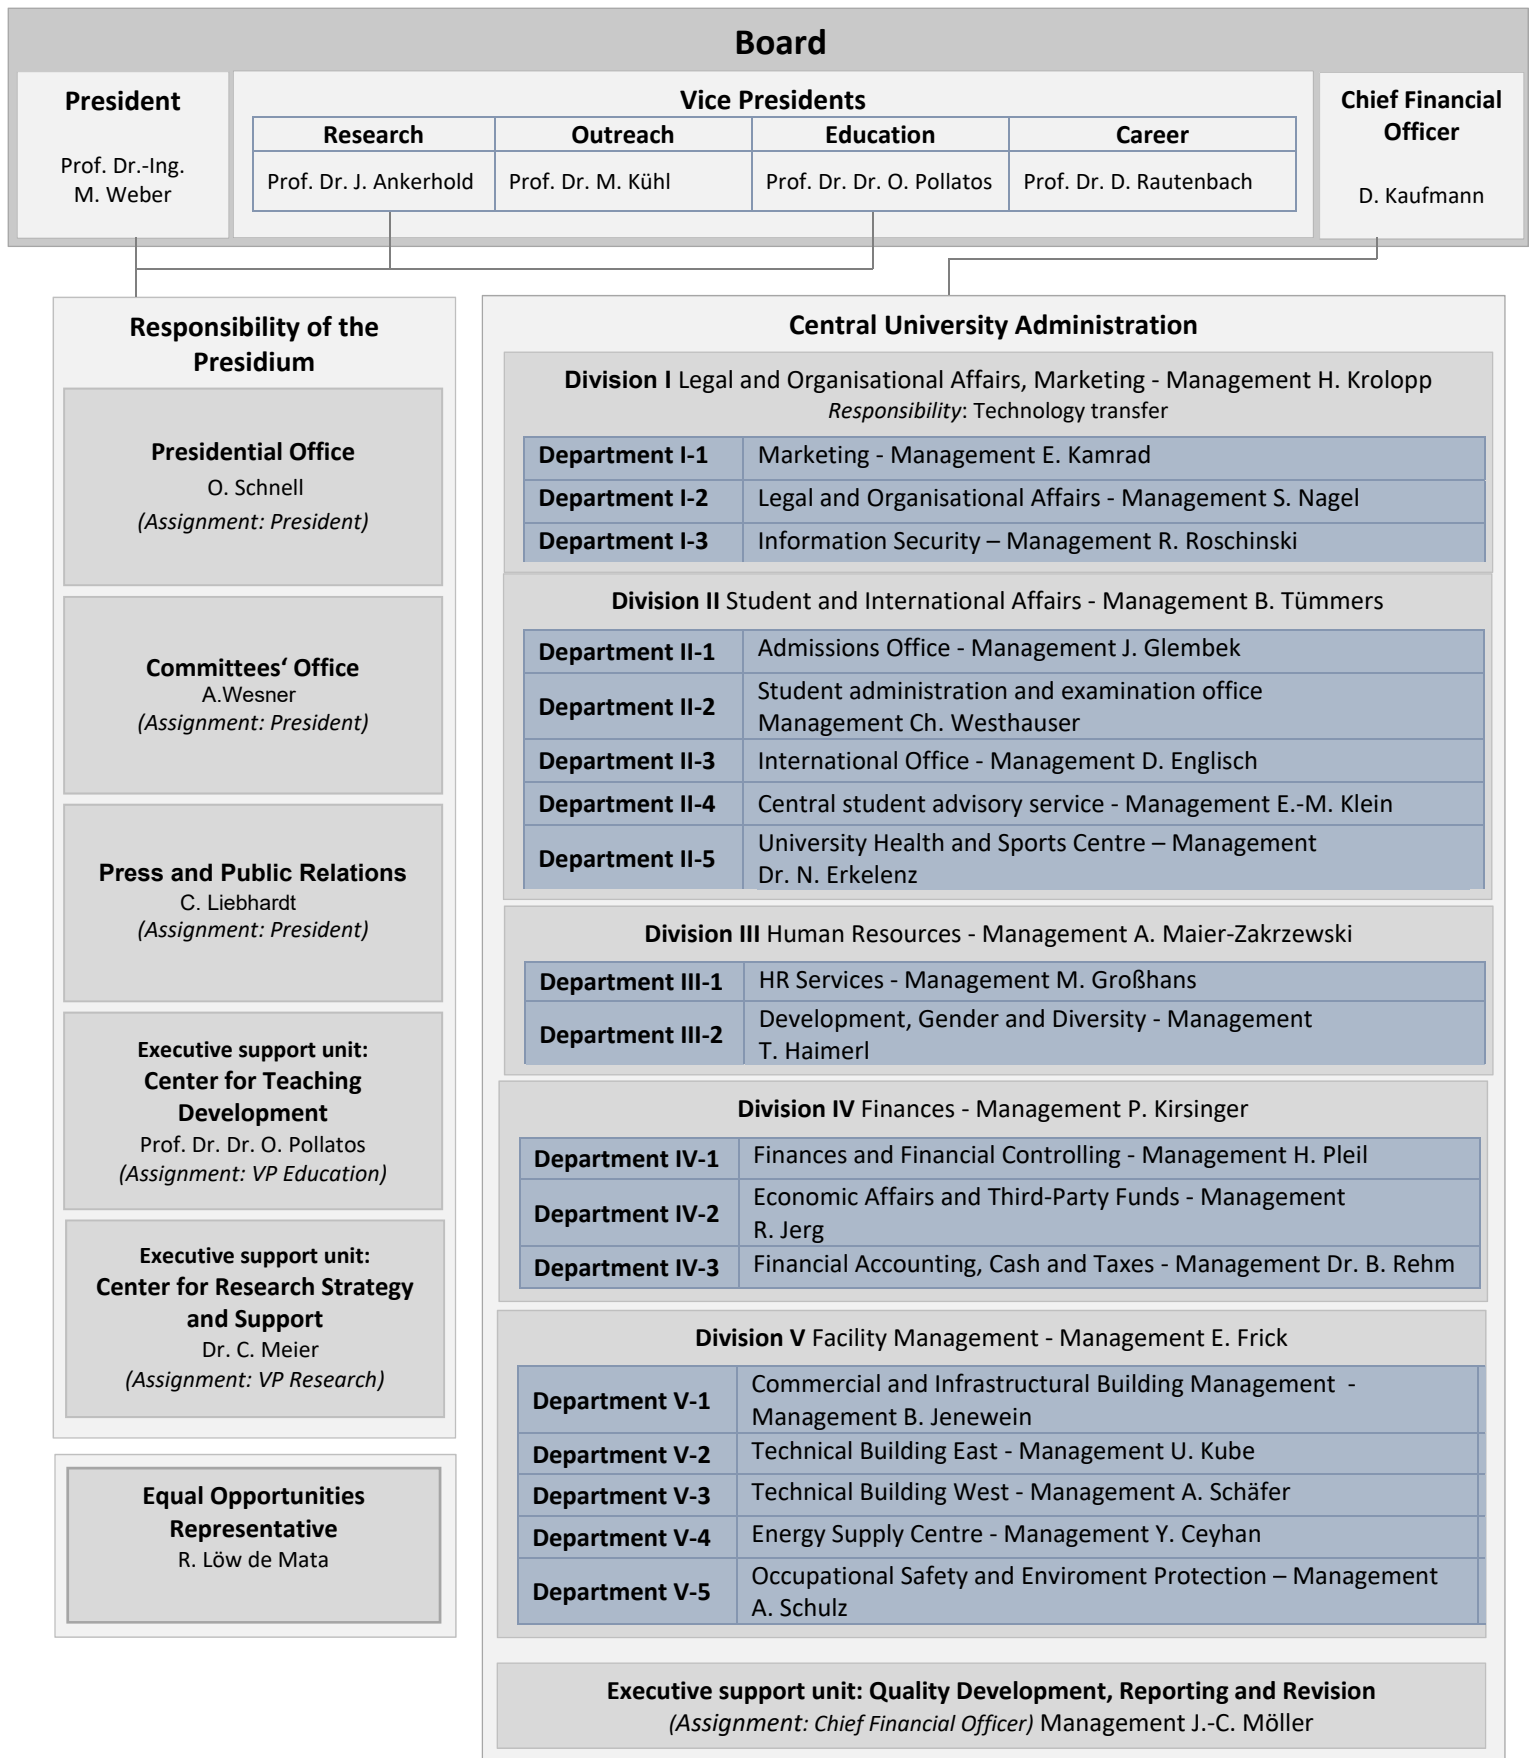 Board
President
Prof. Dr.-Ing.
M. Weber
Vice Presidents
Research
Outreach
Education
Career
Prof. Dr. J. Ankerhold
Prof. Dr. M. Kühl
Prof. Dr. Dr. O. Pollatos
Prof. Dr. D. Rautenbach
Chief Financial
Officer
D. Kaufmann
Responsibility of the
Presidium
Presidential Office
O. Schnell
(Assignment: President)
Committees‘ Office
A.Wesner
(Assignment: President)
Press and Public Relations
C. Liebhardt
(Assignment: President)
Executive support unit:
Center for Teaching
Development
Prof. Dr. Dr. O. Pollatos
(Assignment: VP Education)
Executive support unit:
Center for Research Strategy
and Support
Dr. C. Meier
(Assignment: VP Research)
Equal Opportunities
Representative
R. Löw de Mata
Central University Administration
Division I Legal and Organisational Affairs, Marketing - Management H. Krolopp
Responsibility: Technology transfer
Department I-1
Marketing - Management E. Kamrad
Department I-2
Legal and Organisational Affairs - Management S. Nagel
Department I-3
Information Security – Management R. Roschinski
Division II Student and International Affairs - Management B. Tümmers
Department II-1
Admissions Office - Management J. Glembek
Department II-2
Student administration and examination office
Management Ch. Westhauser
Department II-3
International Office - Management D. Englisch
Department II-4
Central student advisory service - Management E.-M. Klein
Department II-5
University Health and Sports Centre – Management
Dr. N. Erkelenz
Division III Human Resources - Management A. Maier-Zakrzewski
Department III-1
HR Services - Management M. Großhans
Department III-2
Development, Gender and Diversity - Management
T. Haimerl
Division IV Finances - Management P. Kirsinger
Department IV-1
Finances and Financial Controlling - Management H. Pleil
Department IV-2
Economic Affairs and Third-Party Funds - Management
R. Jerg
Department IV-3
Financial Accounting, Cash and Taxes - Management Dr. B. Rehm
Division V Facility Management - Management E. Frick
Department V-1
Commercial and Infrastructural Building Management -
Management B. Jenewein
Department V-2
Technical Building East - Management U. Kube
Department V-3
Technical Building West - Management A. Schäfer
Department V-4
Energy Supply Centre - Management Y. Ceyhan
Department V-5
Occupational Safety and Enviroment Protection – Management
A. Schulz
Executive support unit: Quality Development, Reporting and Revision
(Assignment: Chief Financial Officer) Management J.-C. Möller